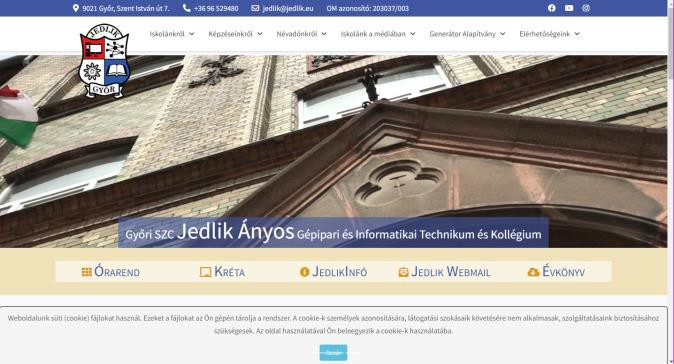 9021 Győr, Szent István út 7. +36 96 529480 jedlik@jedlik.eu OM azonosító: 203037/003
JEDLIK
GYŐR
Iskolánkról Képzéseinkről Névadónkról Iskolánk a médiában Generátor Alapítvány Elérhetőségeink
Győri SZC Jedlik Ányos Gépipari és Informatikai Technikum és Kollégium
Órarend Kréta JedlikInfó Jedlik Webmail Évkönyv
Weboldalunk süti (cookie) fájlokat használ. Ezeket a fájlokat az Ön gépén tárolja a rendszer. A cookie-k személyek azonosítására, látogatási szokásaik követésére nem alkalmasak, szolgáltatásaink biztosításához
szükségesek. Az oldal használatával Ön beleegyezik a cookie-k használatába.